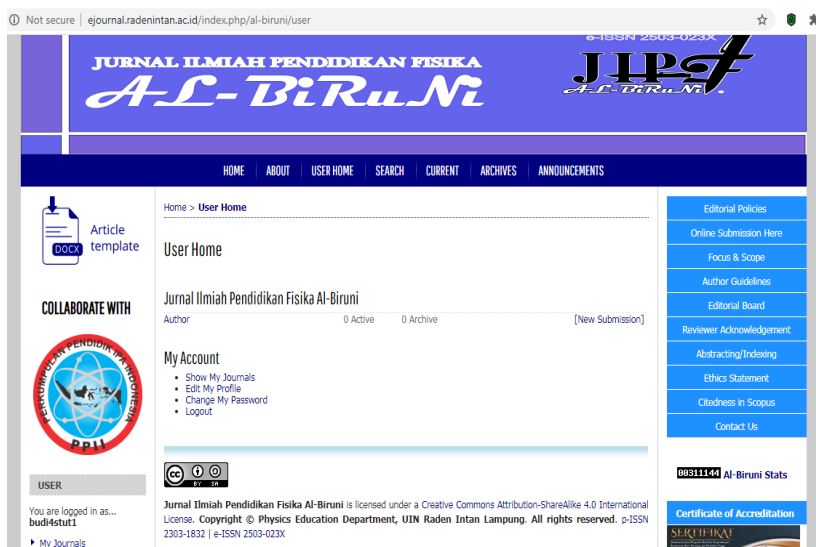 Not secure | ejournal.radenintan.ac.id/index.php/al-biruni/user
e-ISSN 2503-023X
JURNAL ILMIAH PENDIDIKAN FISIKA
AL-BiRuNi
JIPF
AL-BiRuNi.
HOME ABOUT USER HOME SEARCH CURRENT ARCHIVES ANNOUNCEMENTS
DOCX
Article
template
COLLABORATE WITH
PERKUMPULAN PENDIDIK IPA INDONESIA
PPII
USER
You are logged in as...
budi4stut1
My Journals
Home > User Home
User Home
Jurnal Ilmiah Pendidikan Fisika Al-Biruni
Author 0 Active 0 Archive [New Submission]
My Account
Show My Journals
Edit My Profile
Change My Password
Logout
cc BY SA
Jurnal Ilmiah Pendidikan Fisika Al-Biruni is licensed under a Creative Commons Attribution-ShareAlike 4.0 International
License. Copyright © Physics Education Department, UIN Raden Intan Lampung. All rights reserved. p-ISSN
2303-1832 | e-ISSN 2503-023X
Editorial Policies
Online Submission Here
Focus & Scope
Author Guidelines
Editorial Board
Reviewer Acknowledgement
Abstracting/Indexing
Ethics Statement
Citedness in Scopus
Contact Us
00311144 Al-Biruni Stats
Certificate of Accreditation
SERTIFIKAT